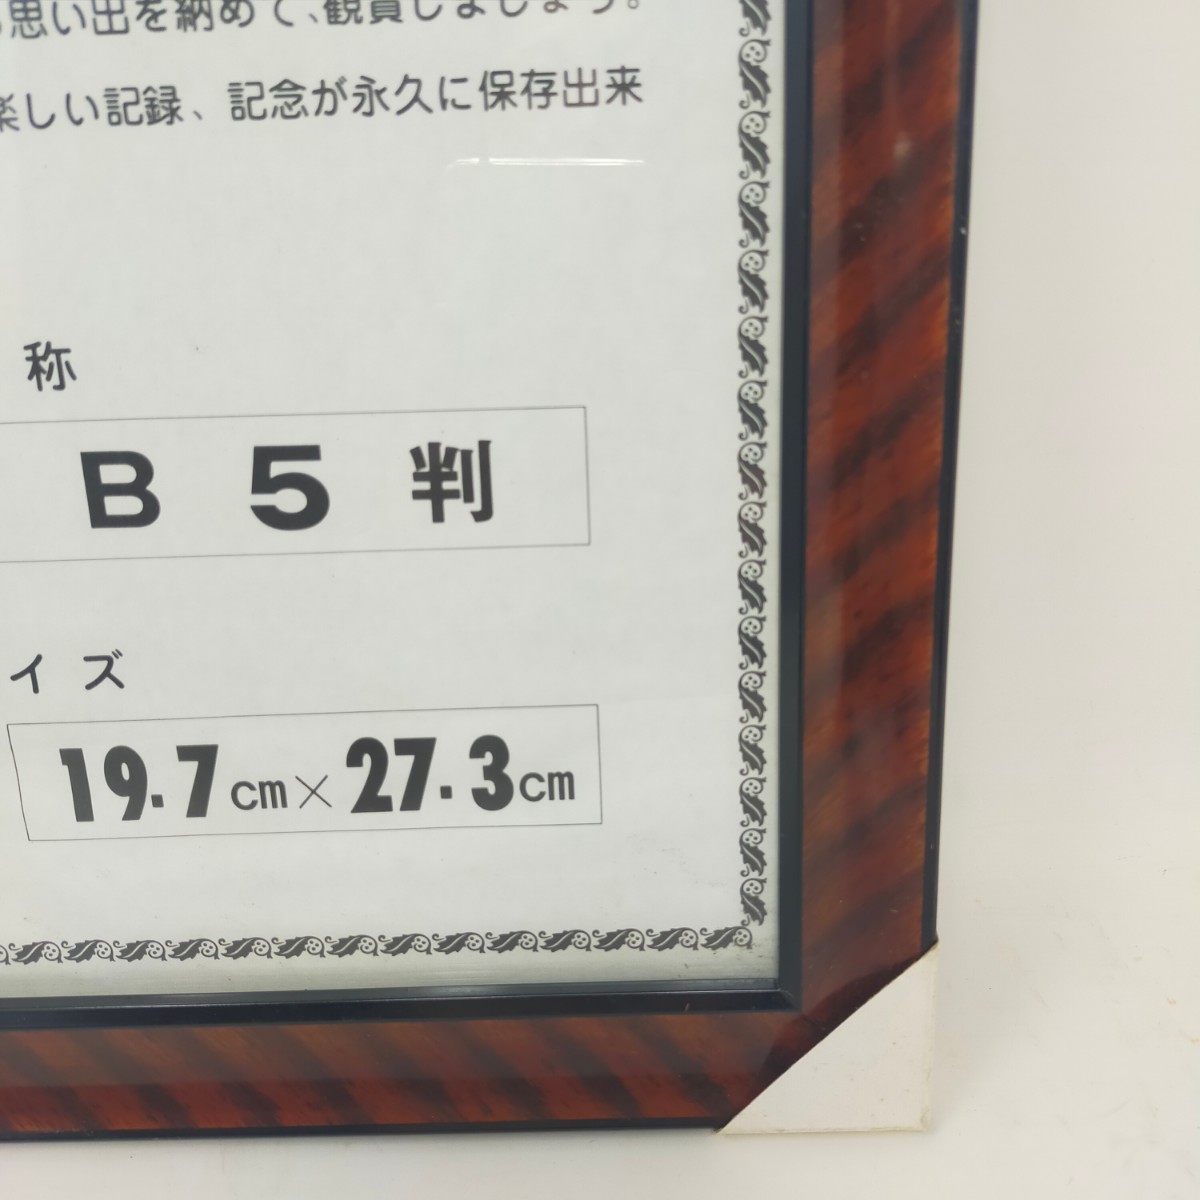 思い出を納めて、観賞しましょう。
楽しい記録、記念が永久に保存出来
称
B5判
イズ
19.7cm×27.3cm